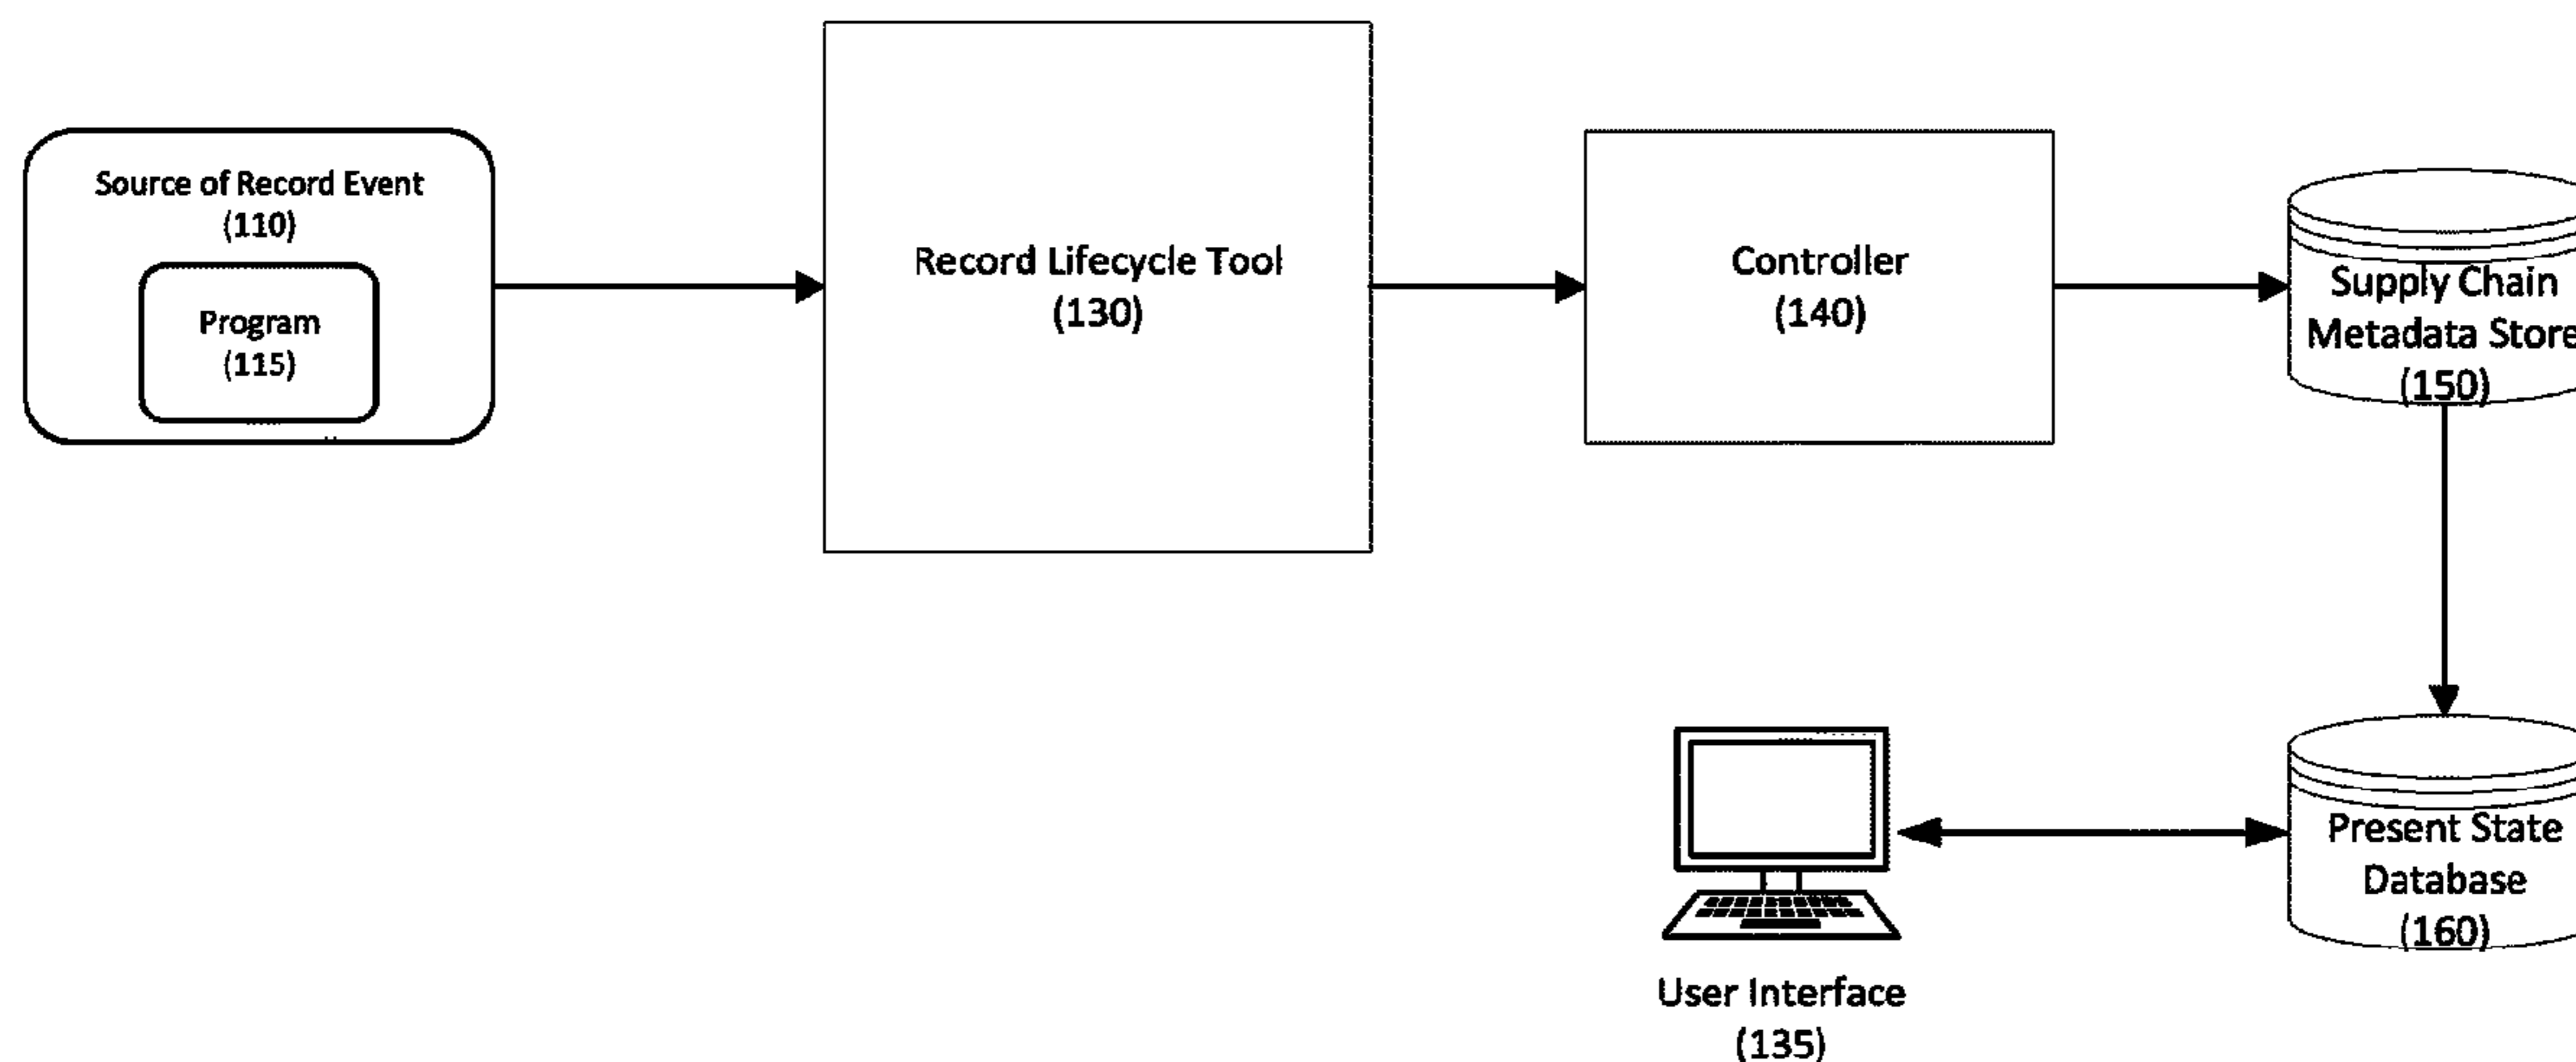 Source of Record Event
(110)
Program
(115)
Record Lifecycle Tool
(130)
Controller
(140)
Supply Chain
Metadata Store
(150)
Present State
Database
(160)
User Interface
(135)